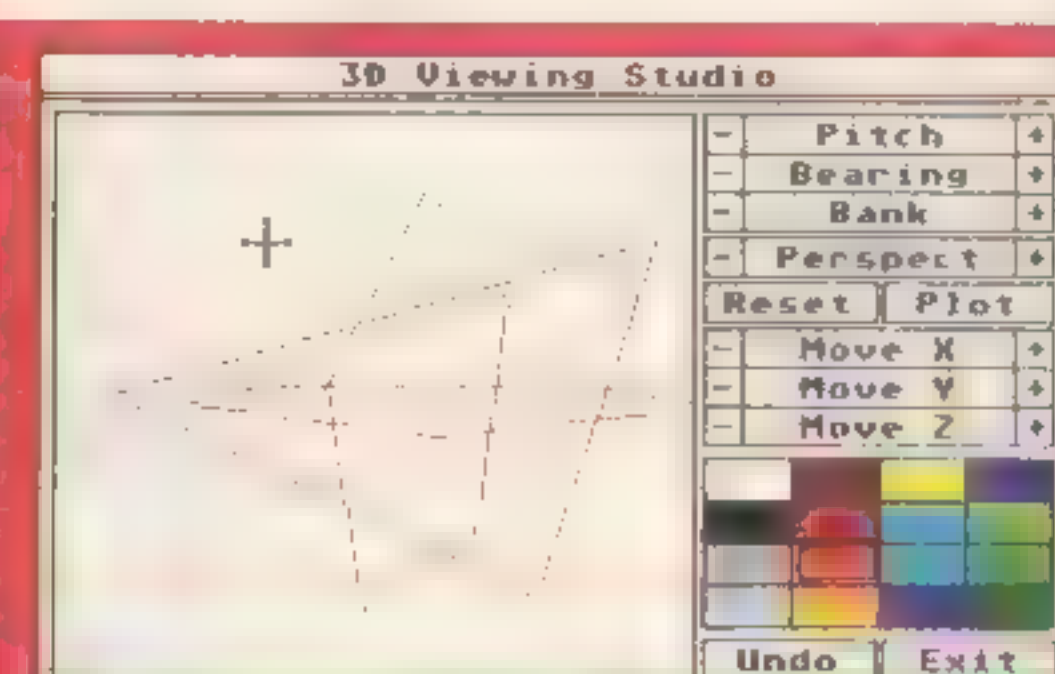 3D Viewing Studio
- Pitch +
- Bearing +
- Bank +
- Perspect +
Reset Plot
- Move X +
- Move Y +
- Move Z +
Undo Exit